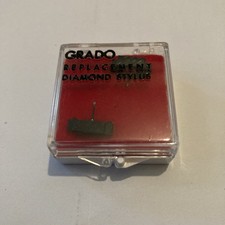 GRADO
REPLACEMENT
DIAMOND STYLUS